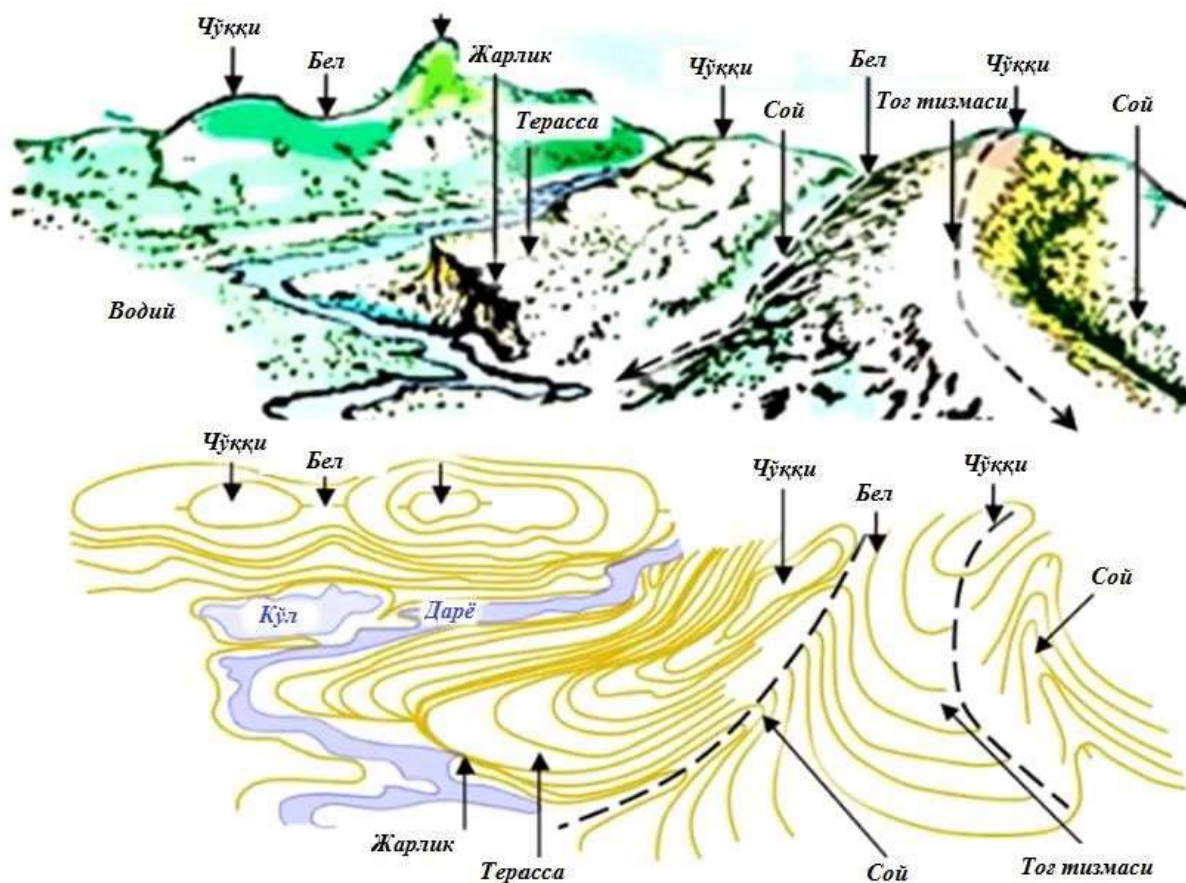 Чўққи
Бел
Жарлик
Терасса
Чўққи
Сой
Бел
Тоғ тизмаси
Чўққи
Сой
Водий
Чўққи
Бел
Чўққи
Бел
Чўққи
Сой
Кўл
Дарё
Жарлик
Терасса
Сой
Тоғ тизмаси